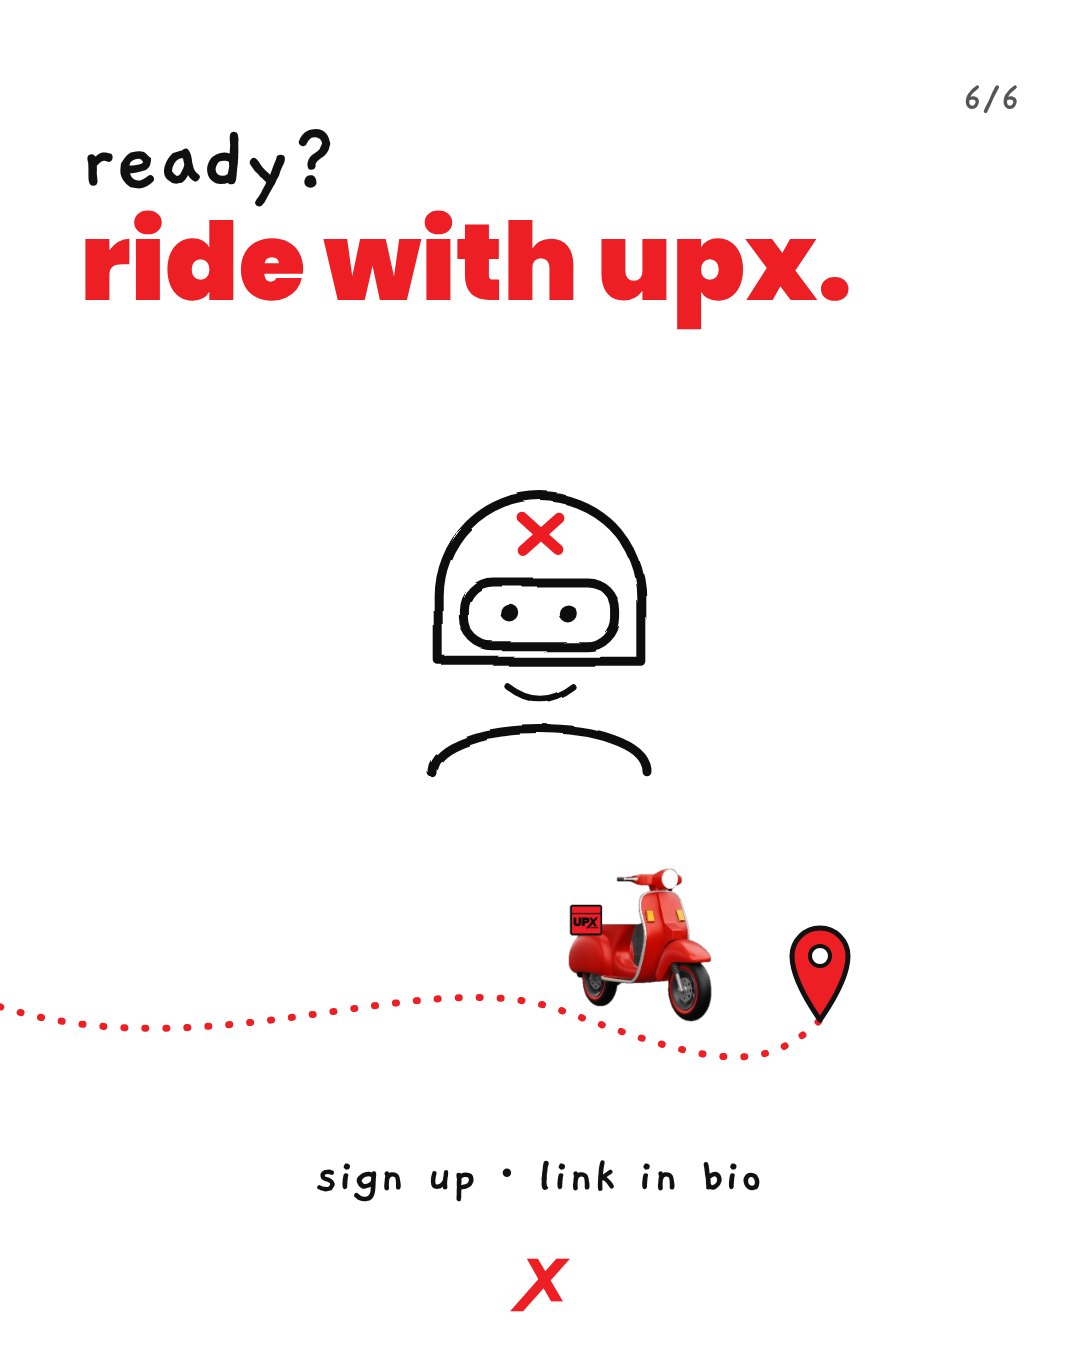 6/6
ready?
ride with upx.
X
UPX
sign up • link in bio
X